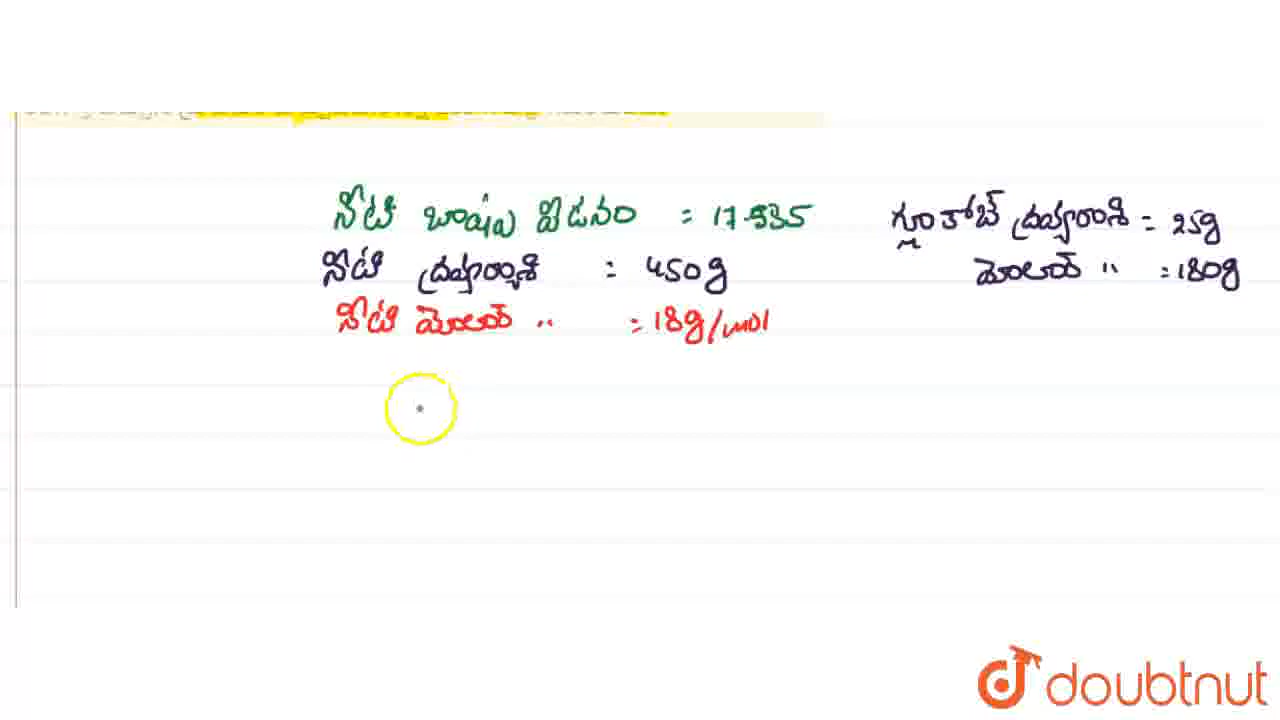 నీటి బాష్ప పీడనం = 17.535
నీటి ద్రవ్యరాశి = 450g
నీటి మోలార్ " = 18g/mol
గ్లూకోజ్ ద్రవ్యరాశి = 25g
మోలార్ " = 180g
doubtnut